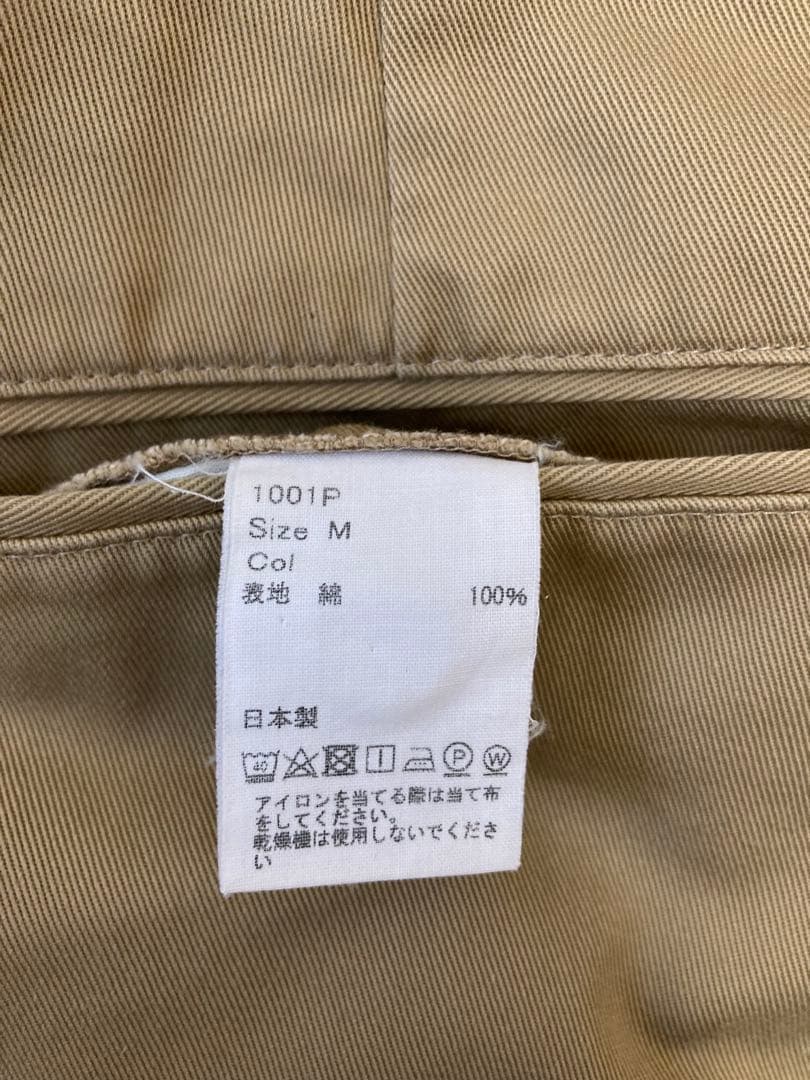 1001P
Size M
Col
表地 綿 100%
日本製
40 P W
アイロンを当てる際は当て布
をしてください。
乾燥機は使用しないでくださ
い